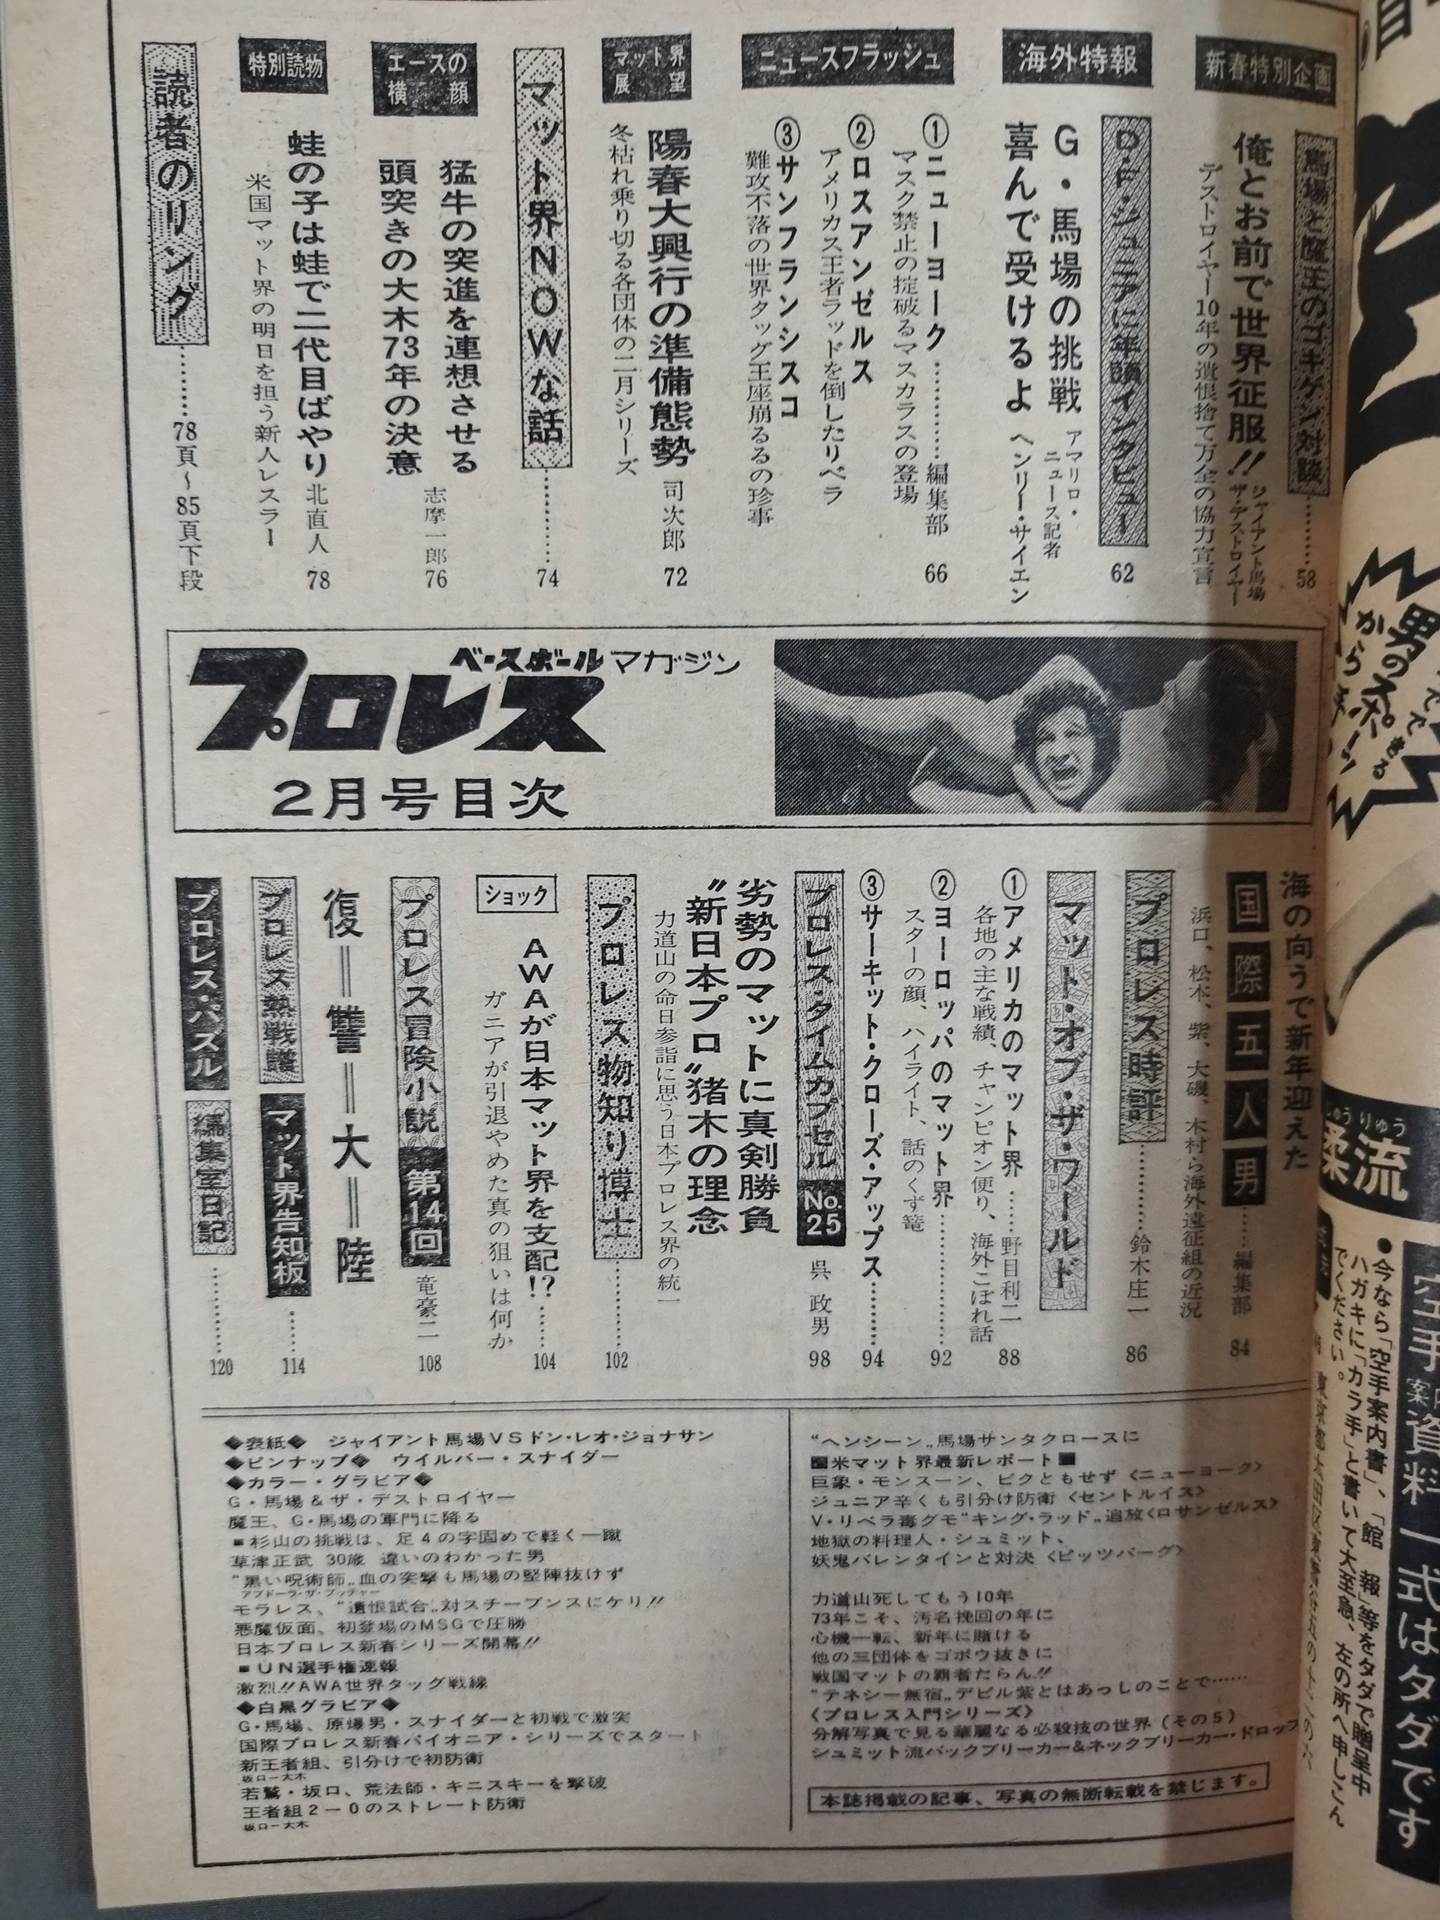 新春特別企画
馬場と魔王のゴキゲン対談………58
俺とお前で世界征服!!
ジャイアント馬場
ザ・デストロイヤー
デストロイヤー10年の遺恨捨て万全の協力宣言
海外特報
D・F・ジュニアに年頭インタビュー 62
G・馬場の挑戦
喜んで受けるよ
アマリロ・
ニュース記者
ヘンリー・サイエン
ニュースフラッシュ
①ニューヨーク…………編集部 66
マスク禁止の掟破るマスカラスの登場
②ロスアンゼルス
アメリカス王者ラッドを倒したリベラ
③サンフランシスコ
難攻不落の世界タッグ王座崩るるの珍事
マット界
展望
陽春大興行の準備態勢 司次郎 72
冬枯れ乗り切る各団体の二月シリーズ
マット界NOWな話………74
エースの
横顔
猛牛の突進を連想させる
頭突きの大木73年の決意
志摩一郎 76
特別読物
蛙の子は蛙で二代目ばやり 北直人 78
米国マット界の明日を担う新人レスラー
読者のリング………78頁〜85頁下段
ベースボールマガジン
プロレス
2月号目次
海の向うで新年迎えた
国際五人男……編集部 84
浜口、松本、紫、大磯、木村ら海外遠征組の近況
プロレス時評…………鈴木庄一 86
マット・オブ・ザ・ワールド
①アメリカのマット界……野目利二 88
各地の主な戦績、チャンピオン便り、海外こぼれ話
②ヨーロッパのマット界…………92
スターの顔、ハイライト、話のくず篭
③サーキット・クローズ・アップス………94
プロレス・タイムカプセル No.25 呉 政男 98
劣勢のマットに真剣勝負
〝新日本プロ〟猪木の理念
力道山の命日参詣に思う日本プロレス界の統一
プロレス物知り博士…………102
ショック
AWAが日本マット界を支配!?……104
ガニアが引退やめた真の狙いは何か
プロレス冒険小説 第14回 竜豪二 108
復=讐=大=陸
プロレス熱戦譜 マット界告知板……114
プロレス・パズル 編集室日記………120
◆表紙◆ ジャイアント馬場VSドン・レオ・ジョナサン
◆ピンナップ◆ ウイルバー・スナイダー
◆カラー・グラビア◆
G・馬場&ザ・デストロイヤー
魔王、G・馬場の軍門に降る
■杉山の挑戦は、足4の字固めで軽く一蹴
草津正武 30歳 違いのわかった男
〝黒い呪術師〟血の突撃も馬場の堅陣抜けず
アブドーラ・ザ・ブッチャー
モラレス、〝遺恨試合〟対スチーブンスにケリ!!
悪魔仮面、初登場のMSGで圧勝
日本プロレス新春シリーズ開幕!!
■UN選手権速報
激烈!!AWA世界タッグ戦線
◆白黒グラビア◆
G・馬場、原爆男・スナイダーと初戦で激突
国際プロレス新春パイオニア・シリーズでスタート
新王者組、引分けで初防衛
坂口ー大木
若鷲・坂口、荒法師・キニスキーを撃破
王者組2−0のストレート防衛
坂口ー大木
〝ヘンシーン〟馬場サンタクロースに
■米マット界最新レポート■
巨象・モンスーン、ビクともせず〈ニューヨーク〉
ジュニア辛くも引分け防衛〈セントルイス〉
V・リベラ毒グモ〝キング・ラッド〟追放〈ロサンゼルス〉
地獄の料理人・シュミット、
妖鬼バレンタインと対決〈ピッツバーグ〉
力道山死してもう10年
73年こそ、汚名挽回の年に
心機一転、新年に賭ける
他の三団体をゴボウ抜きに
戦国マットの覇者たらん!!
〝テネシー無宿〟デビル紫とはあっしのことで……
〈プロレス入門シリーズ〉
分解写真で見る華麗なる必殺技の世界(その5)
シュミット流バックブリーカー&ネックブリーカー・ドロップ
本誌掲載の記事、写真の無断転載を禁じます。
男のスポーツ
しゅうりゅう
柔流
空手案内資料一式はタダです
●今なら「空手案内書」、「館 報」等をタダで贈呈中
ハガキに「カラ手」と書いて大至急、左の所へ申しこん
でください。